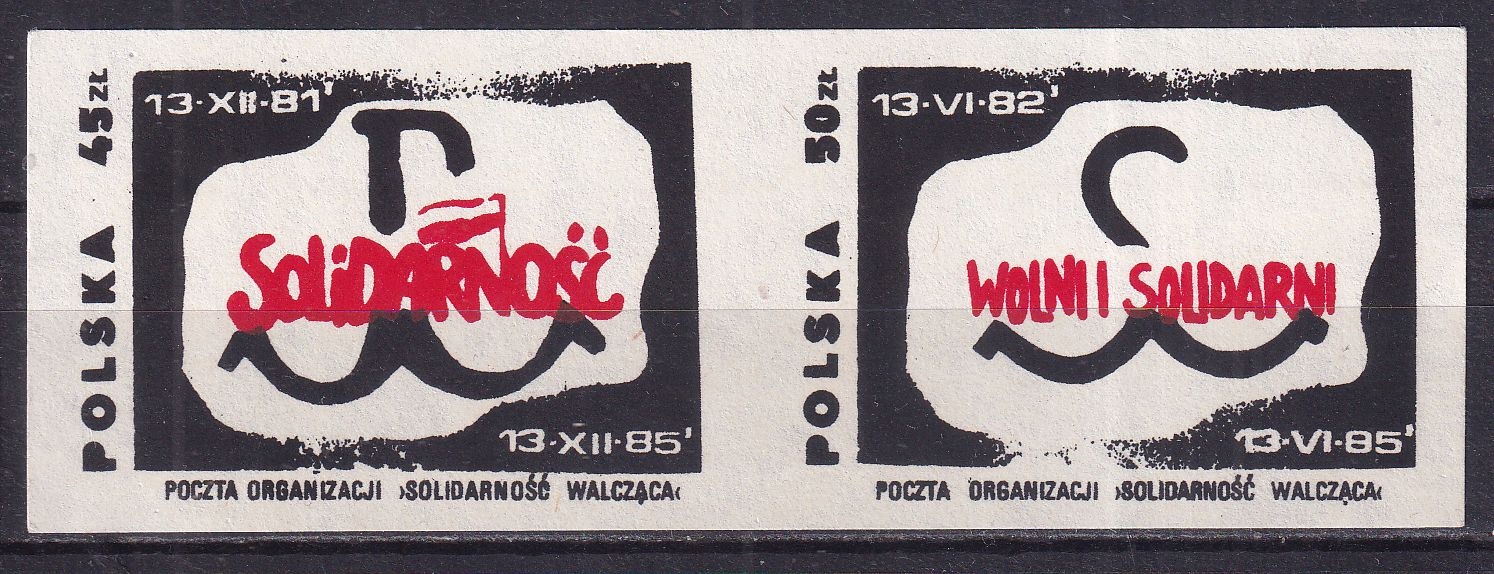 POLSKA 45 ZŁ
13·XII·81'
SOLIDARNOŚĆ
13·XII·85'
POCZTA ORGANIZACJI ›SOLIDARNOŚĆ WALCZĄCA‹
POLSKA 50 ZŁ
13·VI·82'
WOLNI I SOLIDARNI
13·VI·85'
POCZTA ORGANIZACJI ›SOLIDARNOŚĆ WALCZĄCA‹